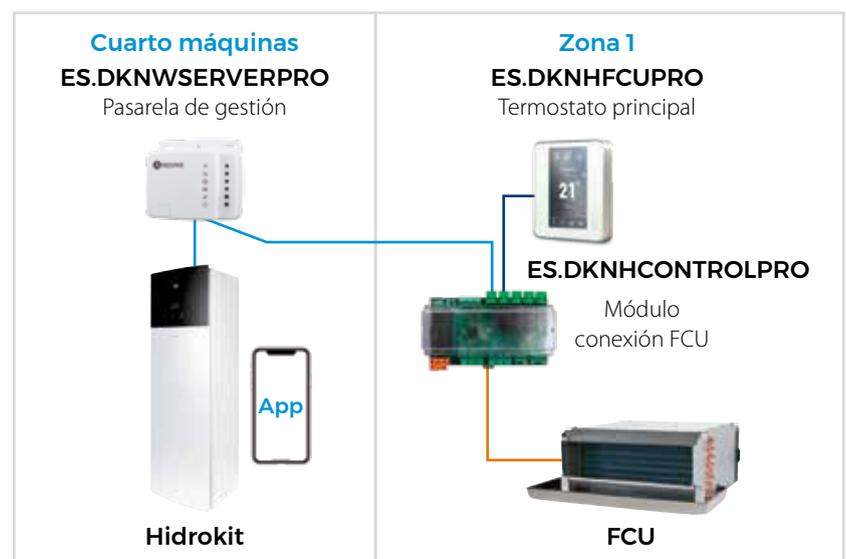 Cuarto máquinas
ES.DKNWSERVERPRO
Pasarela de gestión
App
Hidrokit
Zona 1
ES.DKNHFCUPRO
Termostato principal
21°
ES.DKNHCONTROLPRO
Módulo
conexión FCU
FCU